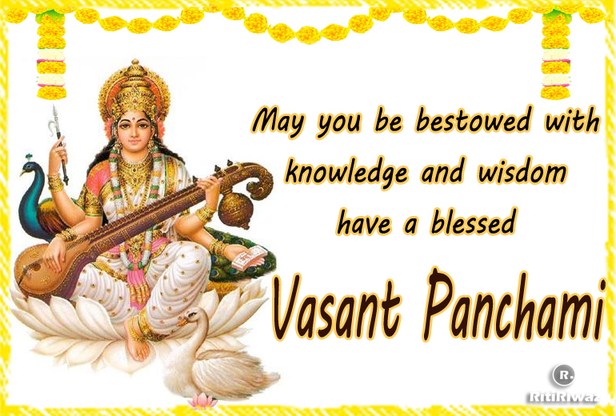 May you be bestowed with
knowledge and wisdom
have a blessed
Vasant Panchami
R.
RitiRiwaz